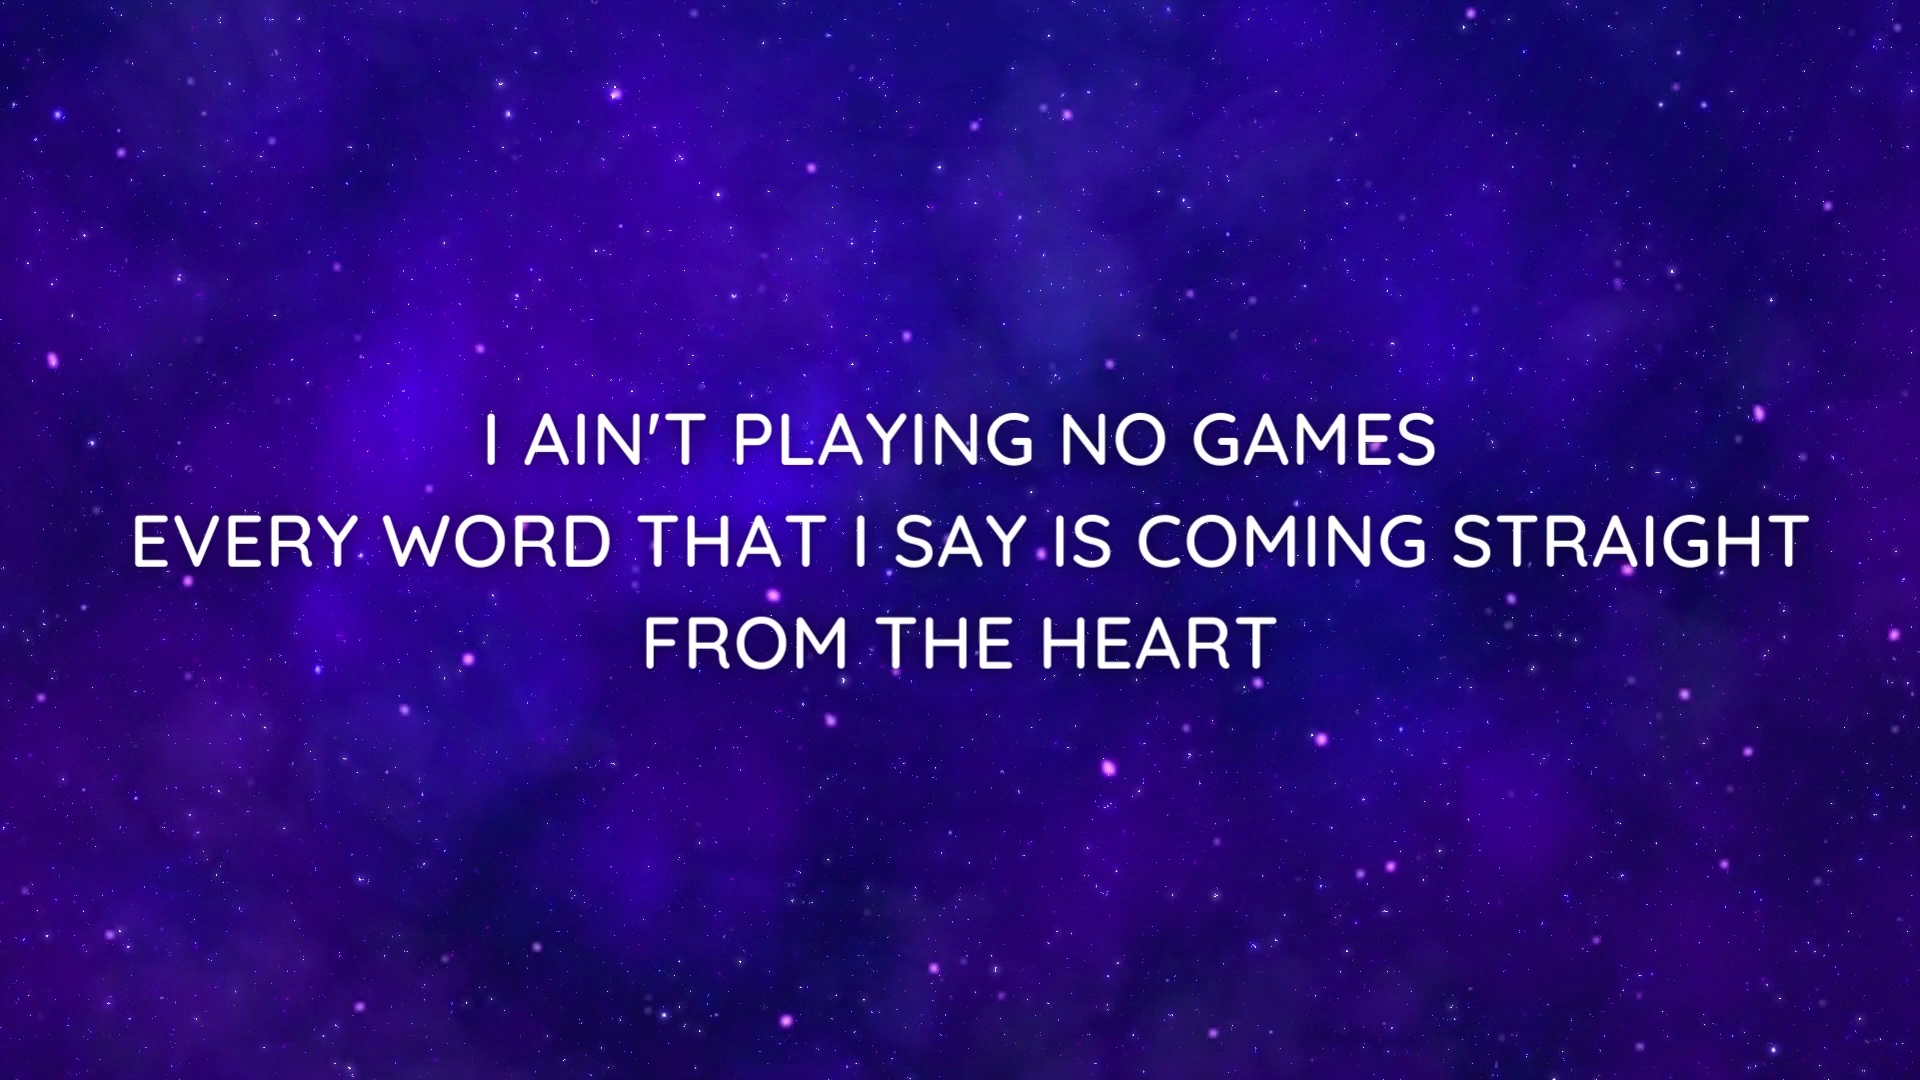 I AIN'T PLAYING NO GAMES
EVERY WORD THAT I SAY IS COMING STRAIGHT
FROM THE HEART